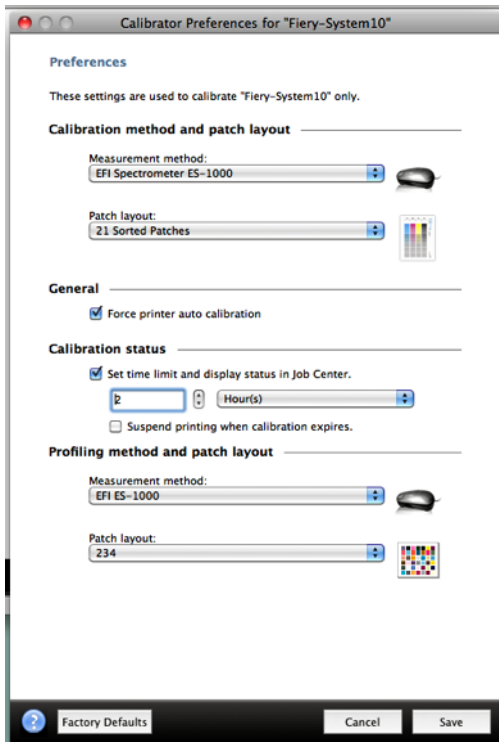 Calibrator Preferences for "Fiery-System10"
Preferences
These settings are used to calibrate "Fiery-System10" only.
Calibration method and patch layout
Measurement method:
EFI Spectrometer ES-1000
Patch layout:
21 Sorted Patches
General
Force printer auto calibration
Calibration status
Set time limit and display status in Job Center.
2 Hour(s)
Suspend printing when calibration expires.
Profiling method and patch layout
Measurement method:
EFI ES-1000
Patch layout:
234
? Factory Defaults Cancel Save